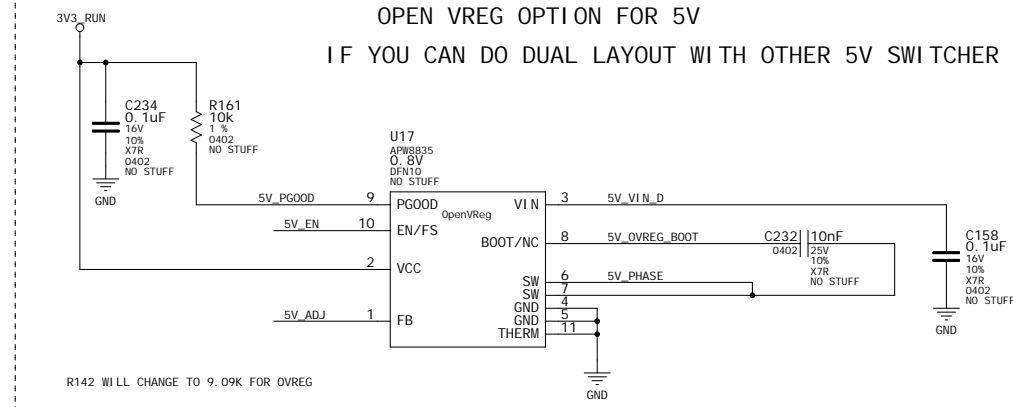 OPEN VREG OPTION FOR 5V
IF YOU CAN DO DUAL LAYOUT WITH OTHER 5V SWITCHER
3V3_RUN
C234
0.1uF
16V
10%
X7R
0402
NO STUFF
GND
R161
10k
1 %
0402
NO STUFF
U17
APW8835
0.8V
DFN10
NO STUFF
OpenVReg
5V_PGOOD 9 PGOOD
5V_EN 10 EN/FS
2 VCC
5V_ADJ 1 FB
VIN 3 5V_VIN_D
BOOT/NC 8 5V_OVREG_BOOT
SW 6 5V_PHASE
SW 7
GND 4
GND 5
THERM 11
GND
C232 10nF
0402 25V
10%
X7R
NO STUFF
C158
0.1uF
16V
10%
X7R
0402
NO STUFF
GND
R142 WILL CHANGE TO 9.09K FOR OVREG